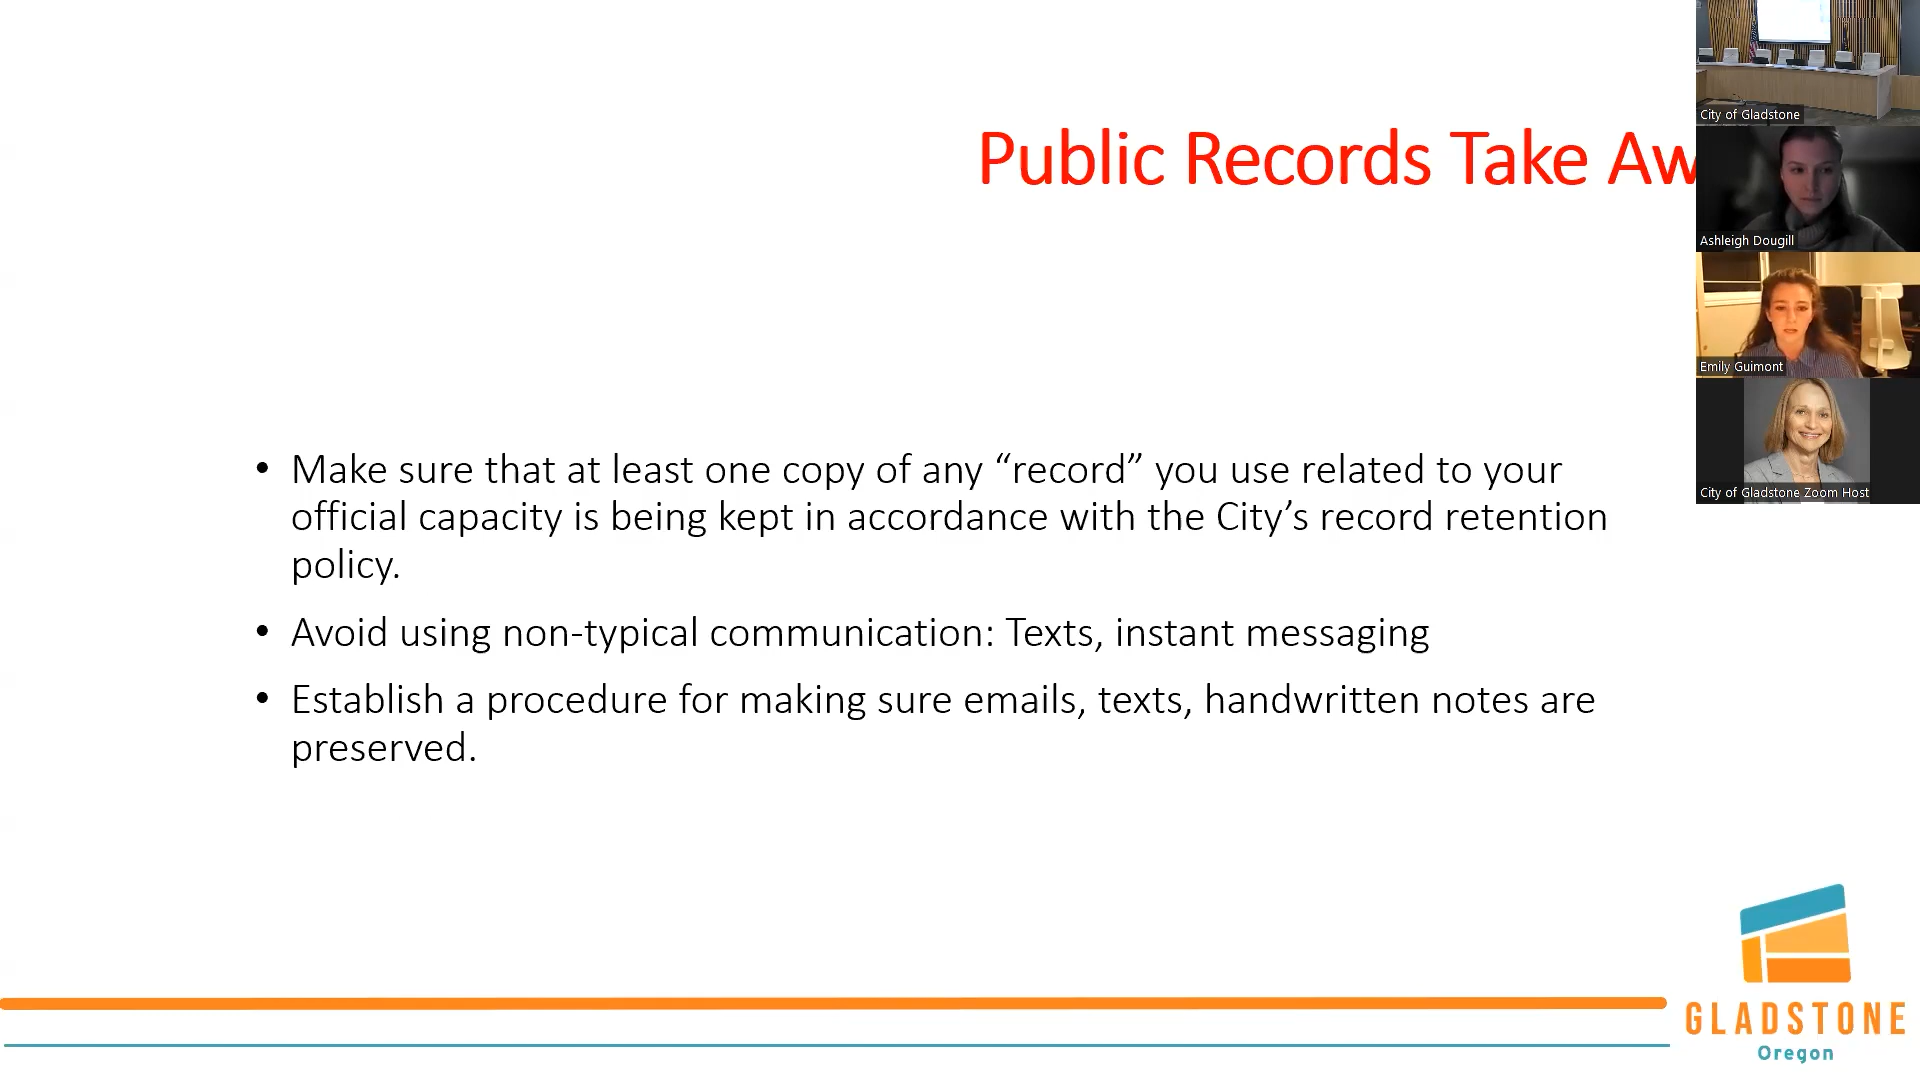 Public Records Take Aw
• Make sure that at least one copy of any “record” you use related to your
official capacity is being kept in accordance with the City’s record retention
policy.
• Avoid using non-typical communication: Texts, instant messaging
• Establish a procedure for making sure emails, texts, handwritten notes are
preserved.
City of Gladstone
Ashleigh Dougill
Emily Guimont
City of Gladstone Zoom Host
GLADSTONE
Oregon